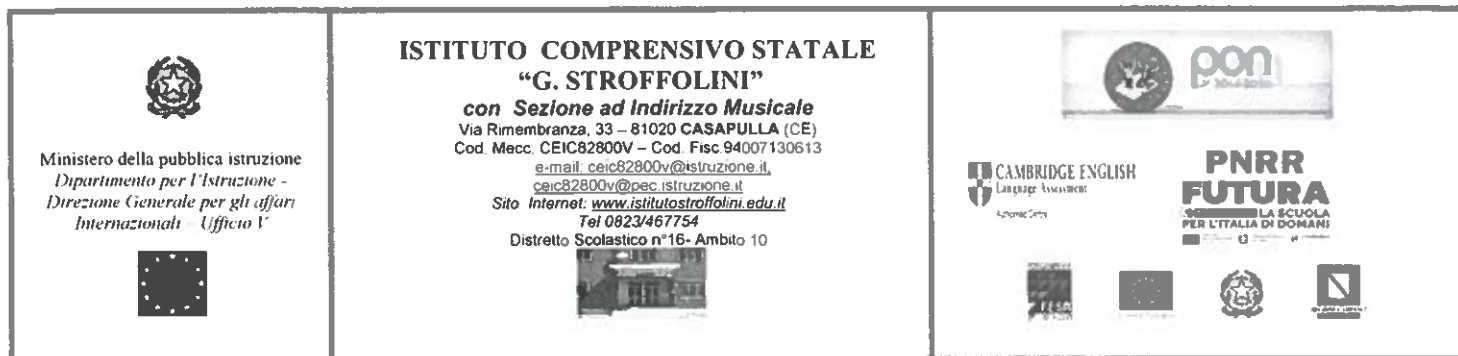 Ministero della pubblica istruzione
Dipartimento per l'Istruzione -
Direzione Generale per gli affari
Internazionali - Ufficio V
ISTITUTO COMPRENSIVO STATALE
“G. STROFFOLINI”
con Sezione ad Indirizzo Musicale
Via Rimembranza, 33 – 81020 CASAPULLA (CE)
Cod. Mecc. CEIC82800V – Cod. Fisc.94007130613
e-mail: ceic82800v@istruzione.it,
ceic82800v@pec.istruzione.it
Sito Internet: www.istitutostroffolini.edu.it
Tel 0823/467754
Distretto Scolastico n°16- Ambito 10
pon
CAMBRIDGE ENGLISH
Language Assessment
PNRR
FUTURA
LA SCUOLA
PER L'ITALIA DI DOMANI